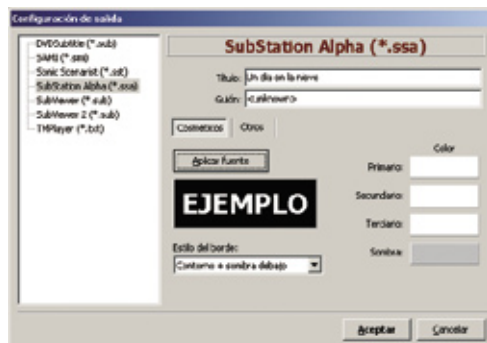 Configuración de salida
DVDSubtitle (*.sub)
SAMI (*.smi)
Sonic Scenarist (*.sst)
SubStation Alpha (*.ssa)
SubViewer (*.sub)
SubViewer 2 (*.sub)
TMPlayer (*.txt)
SubStation Alpha (*.ssa)
Título: Un día en la nieve
Guión: <unknown>
Cosméticos Otros
Aplicar fuente
EJEMPLO
Color
Primario:
Secundario:
Terciario:
Sombra:
Estilo del borde:
Contorno + sombra debajo
Aceptar Cancelar